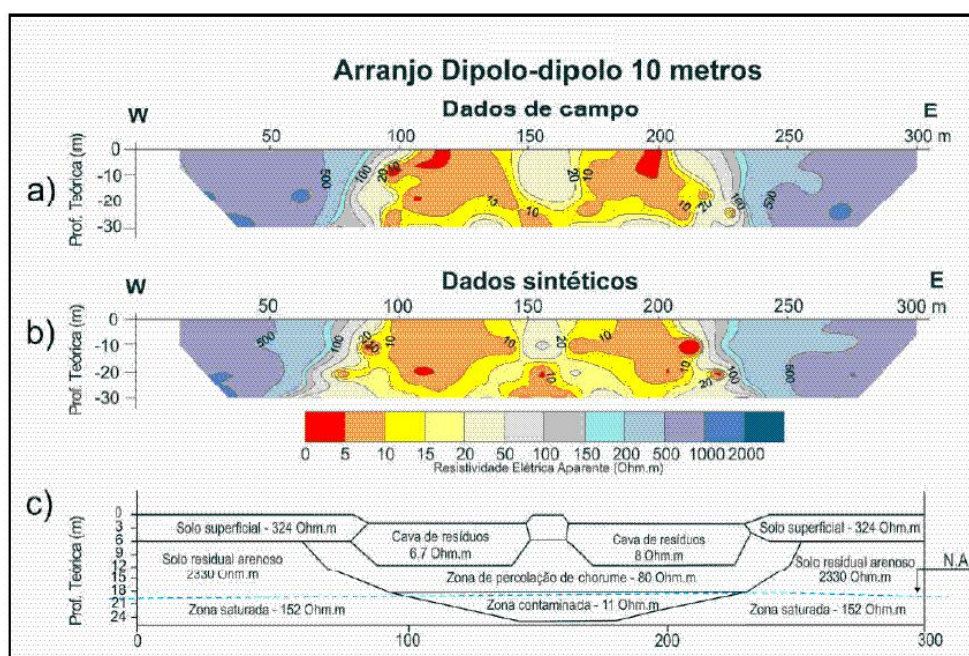 Arranjo Dipolo-dipolo 10 metros
Dados de campo
W E
50 100 150 200 250 300 m
a)
Prof. Teórica (m)
0
-10
-20
-30
500 100 20 10 20 10 10 20 100 500
Dados sintéticos
W E
50 100 150 200 250 300 m
b)
Prof. Teórica (m)
0
-10
-20
-30
500 100 20 10 10 20 10 10 20 100 500
0 5 10 15 20 50 100 150 200 500 1000 2000
Resistividade Elétrica Aparente (Ohm.m)
c)
Prof. Teórica (m)
0
3
6
9
12
15
18
21
24
Solo superficial - 324 Ohm.m
Cava de resíduos
6,7 Ohm.m
Cava de resíduos
8 Ohm.m
Solo superficial - 324 Ohm.m
Solo residual arenoso
2330 Ohm.m
Zona de percolação de chorume - 80 Ohm.m
Solo residual arenoso
2330 Ohm.m
N.A
Zona saturada - 152 Ohm.m
Zona contaminada - 11 Ohm.m
Zona saturada - 152 Ohm.m
0 100 200 300